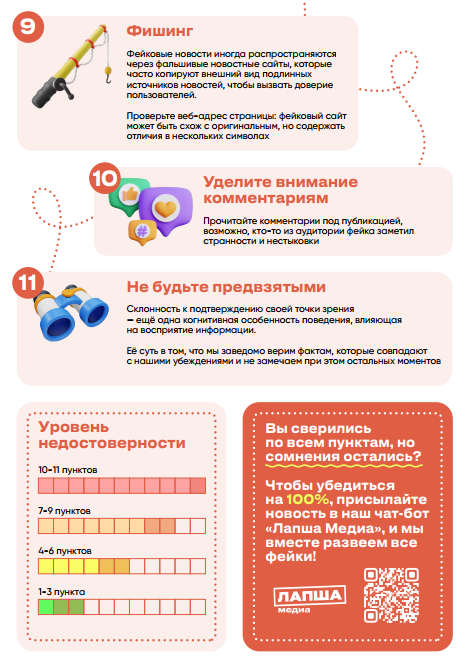 9
Фишинг
Фейковые новости иногда распространяются
через фальшивые новостные сайты, которые
часто копируют внешний вид подлинных
источников новостей, чтобы вызвать доверие
пользователей.
Проверьте веб-адрес страницы: фейковый сайт
может быть схож с оригинальным, но содержать
отличия в нескольких символах
10
#
Уделите внимание
комментариям
Прочитайте комментарии под публикацией,
возможно, кто-то из аудитории фейка заметил
странности и нестыковки
11
Не будьте предвзятыми
Склонность к подтверждению своей точки зрения
– ещё одна когнитивная особенность поведения, влияющая
на восприятие информации.
Её суть в том, что мы заведомо верим фактам, которые совпадают
с нашими убеждениями и не замечаем при этом остальных моментов
Уровень
недостоверности
10-11 пунктов
7-9 пунктов
4-6 пунктов
1-3 пункта
Вы сверились
по всем пунктам, но
сомнения остались?
Чтобы убедиться
на 100%, присылайте
новость в наш чат-бот
«Лапша Медиа», и мы
вместе развеем все
фейки!
ЛАПША
медиа